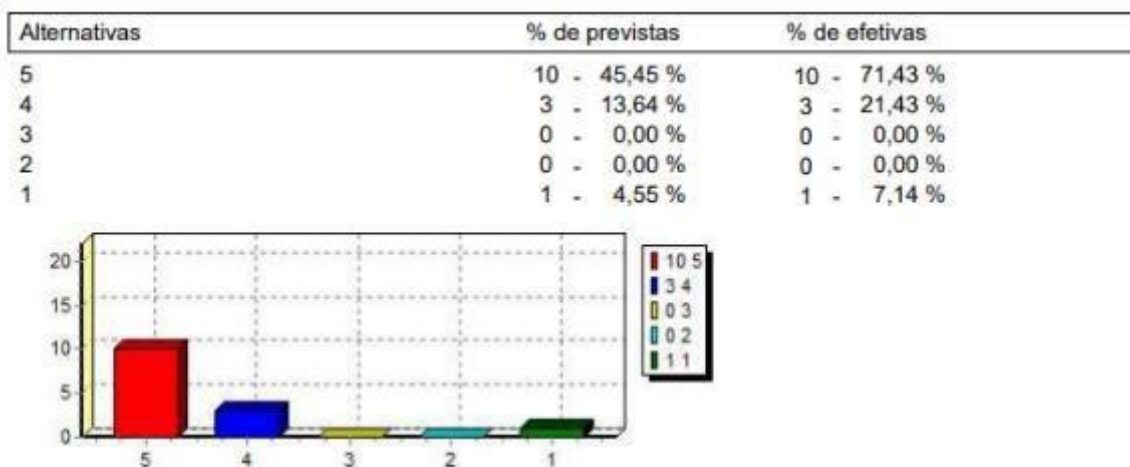 Alternativas % de previstas % de efetivas
5 10 - 45,45 % 10 - 71,43 %
4 3 - 13,64 % 3 - 21,43 %
3 0 - 0,00 % 0 - 0,00 %
2 0 - 0,00 % 0 - 0,00 %
1 1 - 4,55 % 1 - 7,14 %
20
15
10
5
0
5 4 3 2 1
10 5
3 4
0 3
0 2
1 1